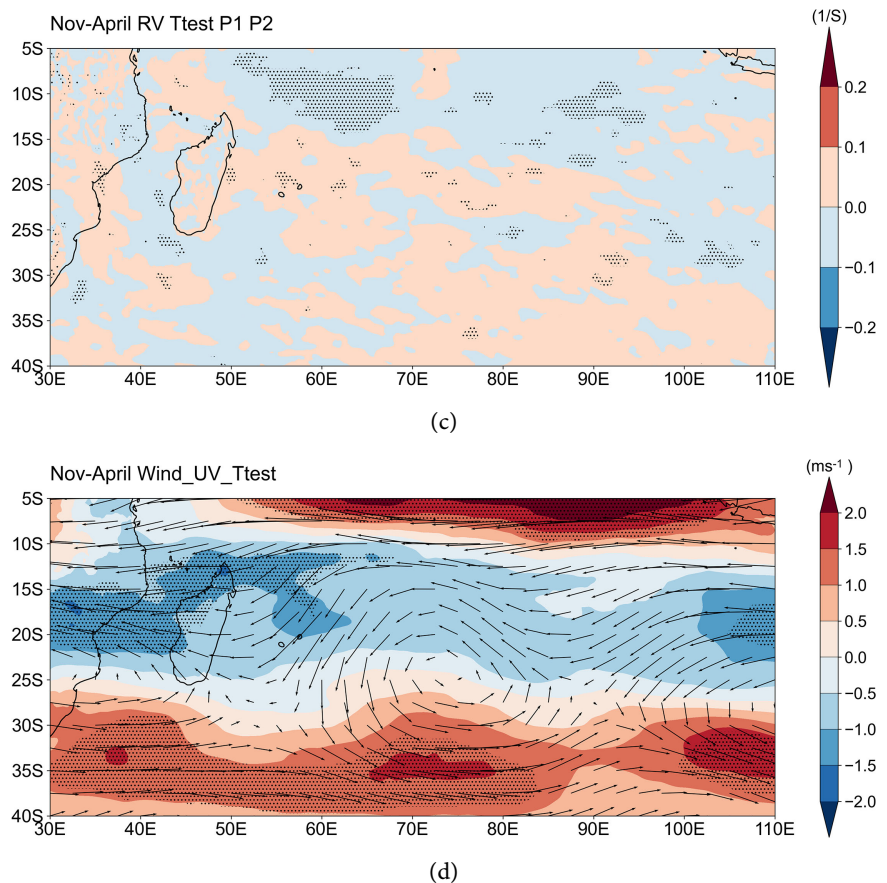 Nov-April RV Ttest P1 P2
(1/S)
5S
10S
15S
20S
25S
30S
35S
40S
30E 40E 50E 60E 70E 80E 90E 100E 110E
0.2
0.1
0.0
−0.1
−0.2
(c)
Nov-April Wind_UV_Ttest
(ms-1 )
5S
10S
15S
20S
25S
30S
35S
40S
30E 40E 50E 60E 70E 80E 90E 100E 110E
2.0
1.5
1.0
0.5
0.0
−0.5
−1.0
−1.5
−2.0
(d)